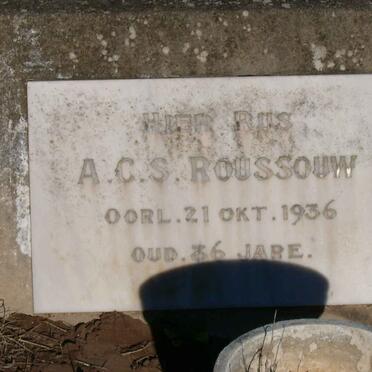 HIER RUS
A.C.S. ROUSSOUW
OORL. 21 OKT. 1936
OUD. 36 JARE.